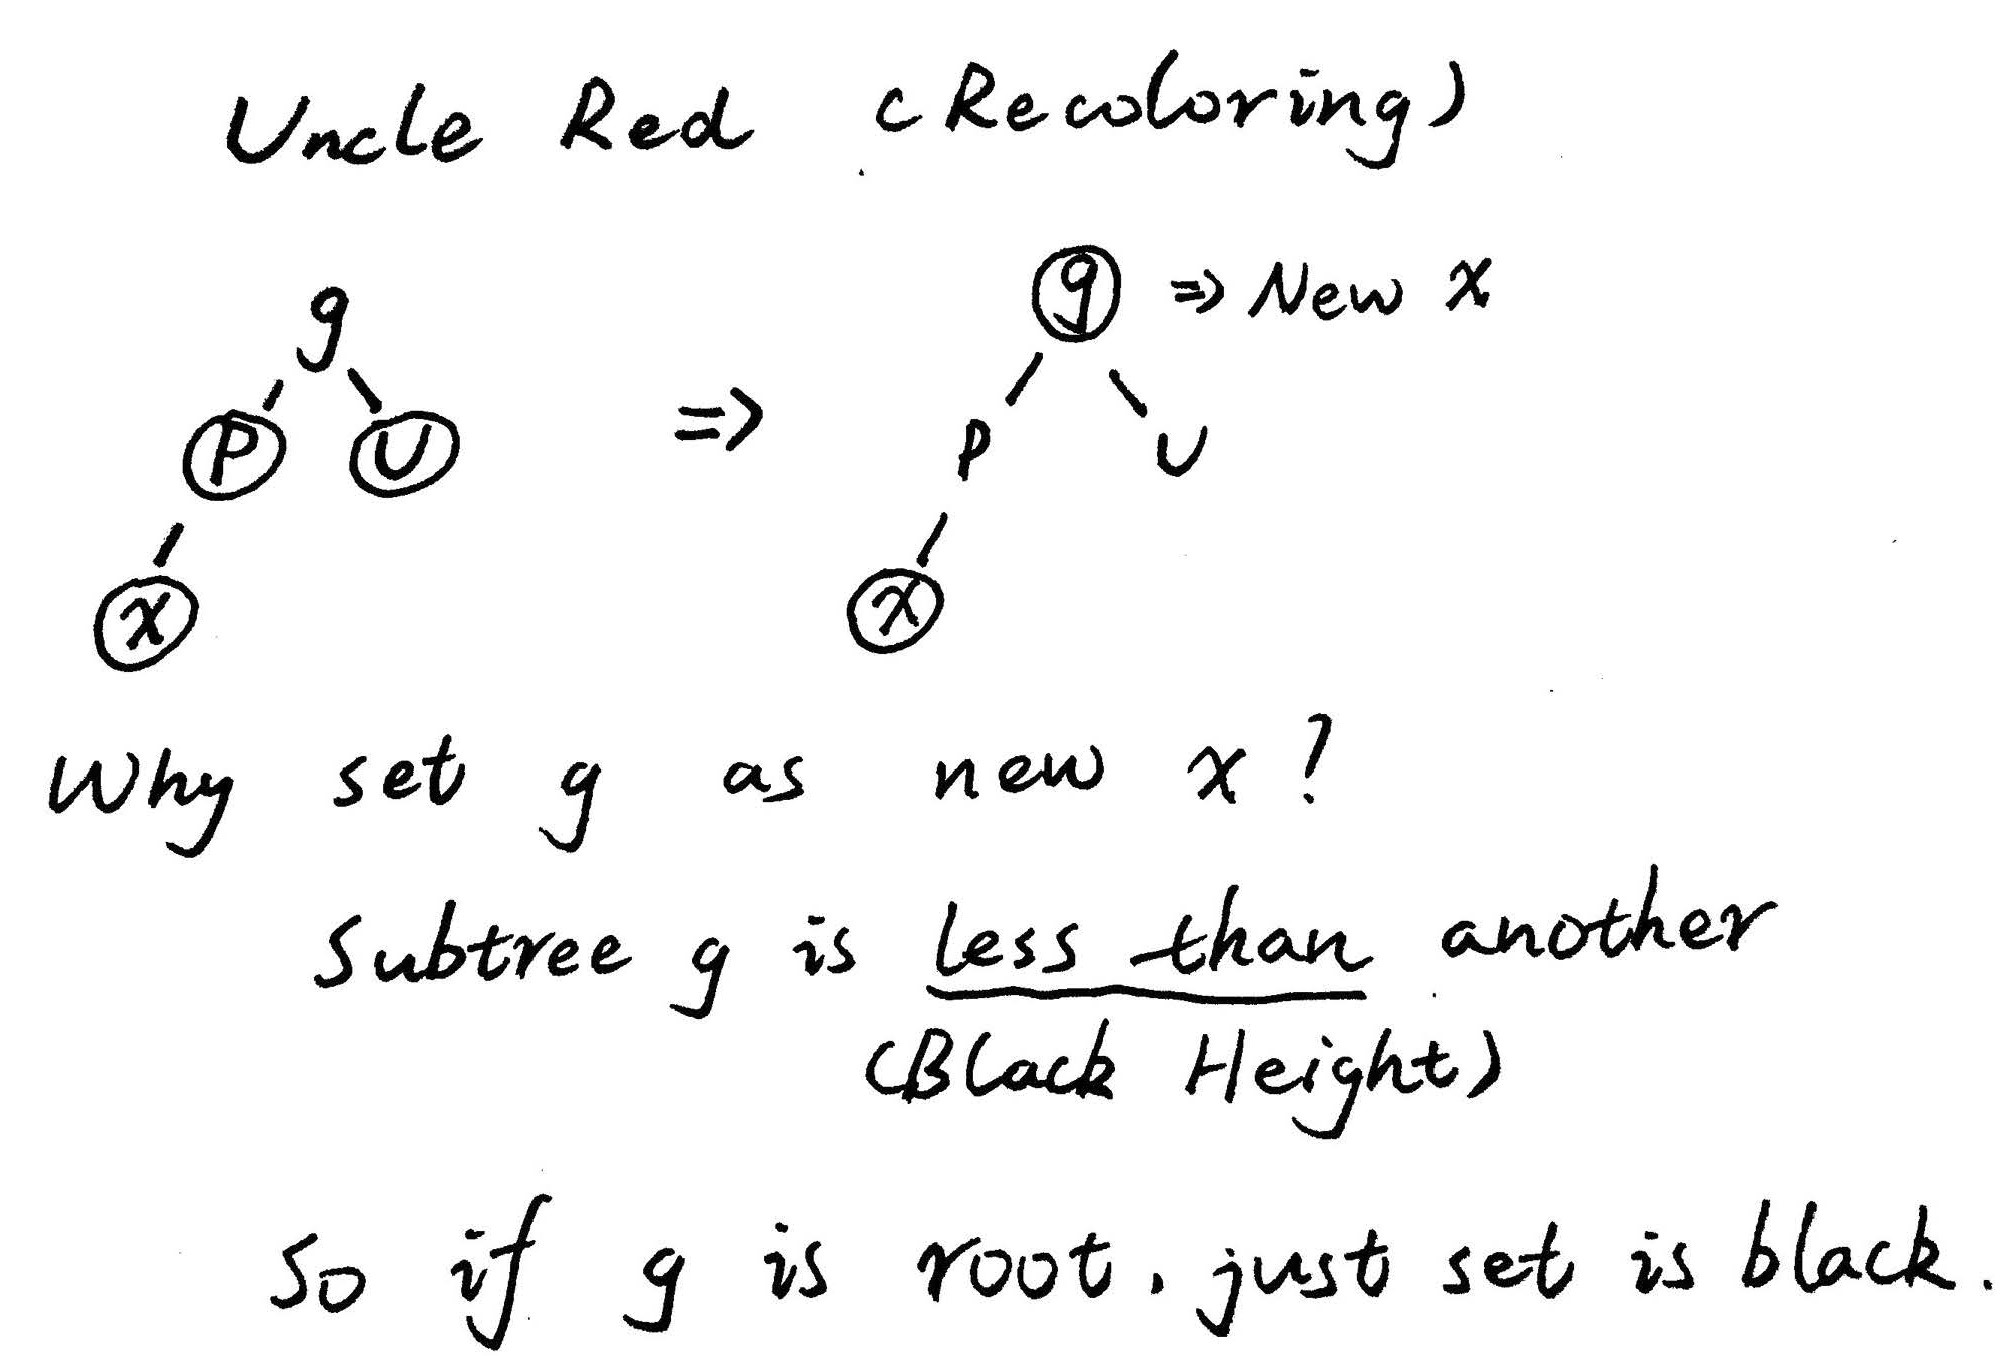 Uncle Red (Recoloring)
g g => New x
P U => P U
x x
Why set g as new x?
Subtree g is less than another
(Black Height)
So if g is root, just set is black.